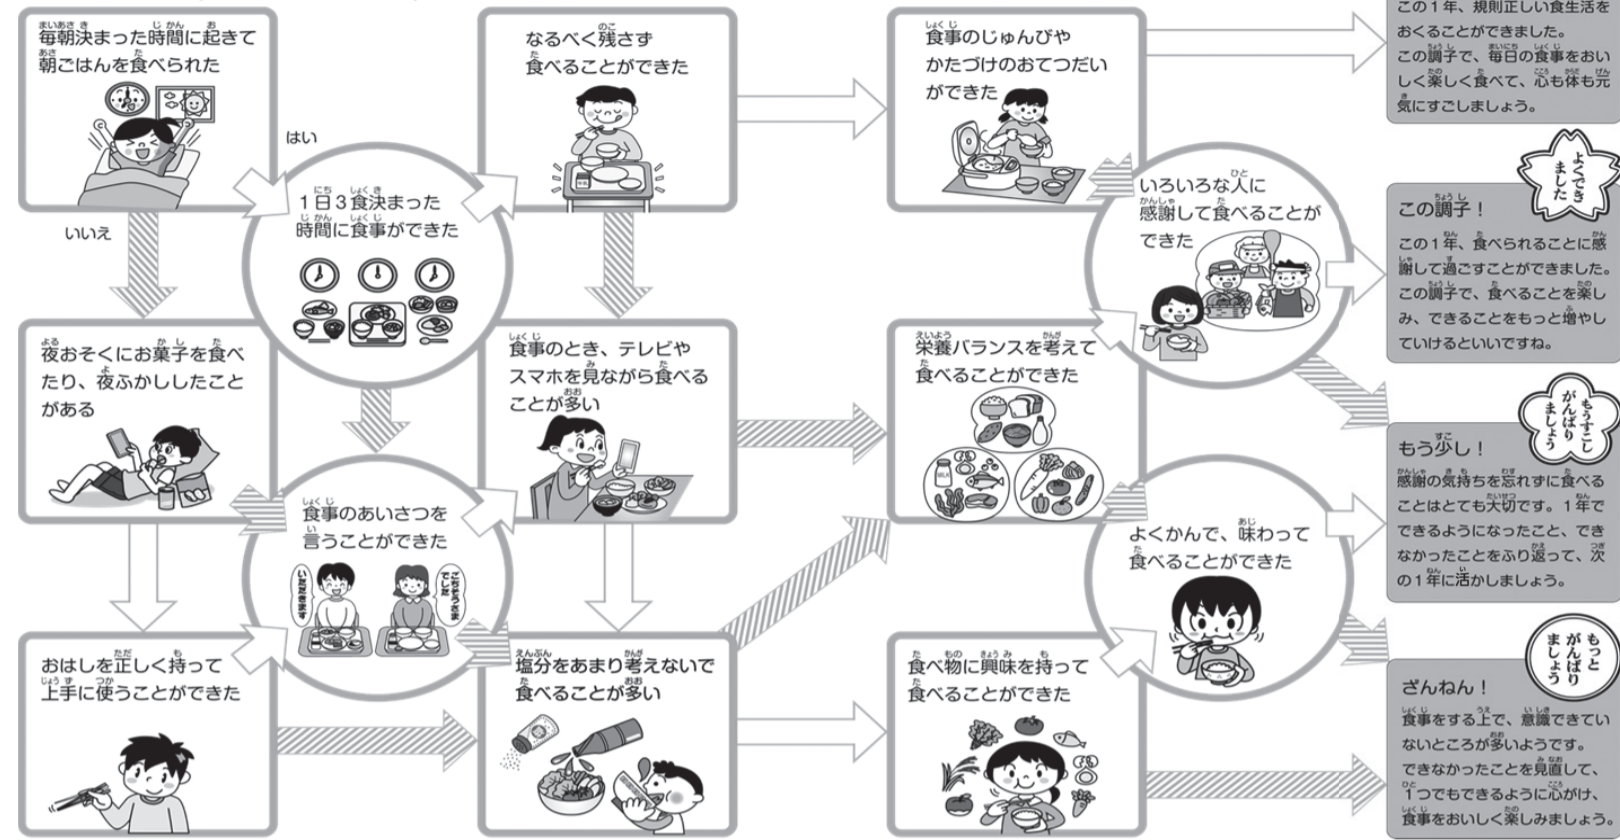 毎朝決まった時間に起きて
朝ごはんを食べられた
はい
いいえ
1日3食決まった
時間に食事ができた
なるべく残さず
食べることができた
食事のじゅんびや
かたづけのおてつだい
ができた
いろいろな人に
感謝して食べることが
できた
夜おそくにお菓子を食べ
たり、夜ふかししたこと
がある
食事のあいさつを
言うことができた
いただきます
ごちそうさま
でした
食事のとき、テレビや
スマホを見ながら食べる
ことが多い
栄養バランスを考えて
食べることができた
MILK
よくかんで、味わって
食べることができた
おはしを正しく持って
上手に使うことができた
塩分をあまり考えないで
食べることが多い
食べ物に興味を持って
食べることができた
この1年、規則正しい食生活を
おくることができました。
この調子で、毎日の食事をおい
しく楽しく食べて、心も体も元
気にすごしましょう。
よくでき
ました
この調子！
この1年、食べられることに感
謝して過ごすことができました。
この調子で、食べることを楽し
み、できることをもっと増やし
ていけるといいですね。
もうすこし
がんばり
ましょう
もう少し！
感謝の気持ちを忘れずに食べる
ことはとても大切です。1年で
できるようになったこと、でき
なかったことをふり返って、次
の1年に活かしましょう。
もっと
がんばり
ましょう
ざんねん！
食事をする上で、意識できてい
ないところが多いようです。
できなかったことを見直して、
1つでもできるように心がけ、
食事をおいしく楽しみましょう。